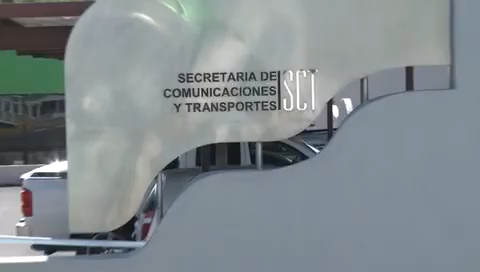 SECRETARIA DE
COMUNICACIONES
Y TRANSPORTES
SCT